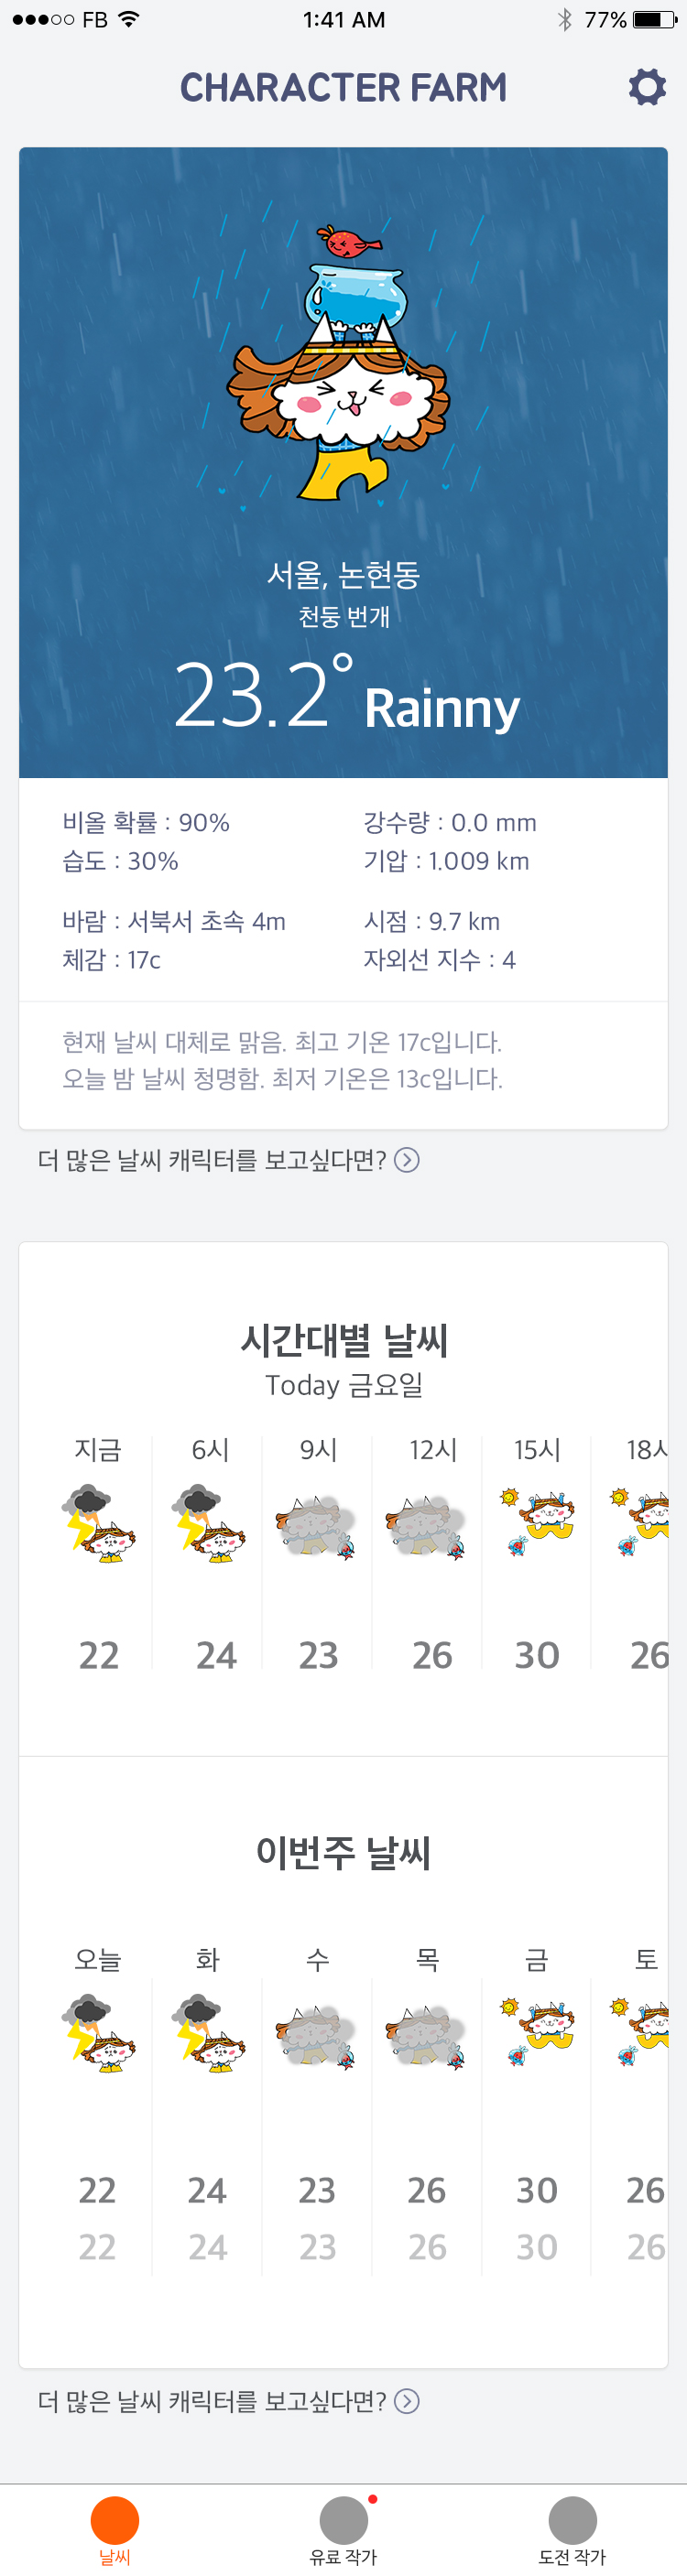 FB 1:41 AM 77%
CHARACTER FARM
서울, 논현동
천둥 번개
23.2° Rainny
비올 확률 : 90% 강수량 : 0.0 mm
습도 : 30% 기압 : 1.009 km
바람 : 서북서 초속 4m 시점 : 9.7 km
체감 : 17c 자외선 지수 : 4
현재 날씨 대체로 맑음. 최고 기온 17c입니다.
오늘 밤 날씨 청명함. 최저 기온은 13c입니다.
더 많은 날씨 캐릭터를 보고싶다면?
시간대별 날씨
Today 금요일
지금 6시 9시 12시 15시 18시
22 24 23 26 30 26
이번주 날씨
오늘 화 수 목 금 토
22 24 23 26 30 26
22 24 23 26 30 26
더 많은 날씨 캐릭터를 보고싶다면?
날씨 유료 작가 도전 작가